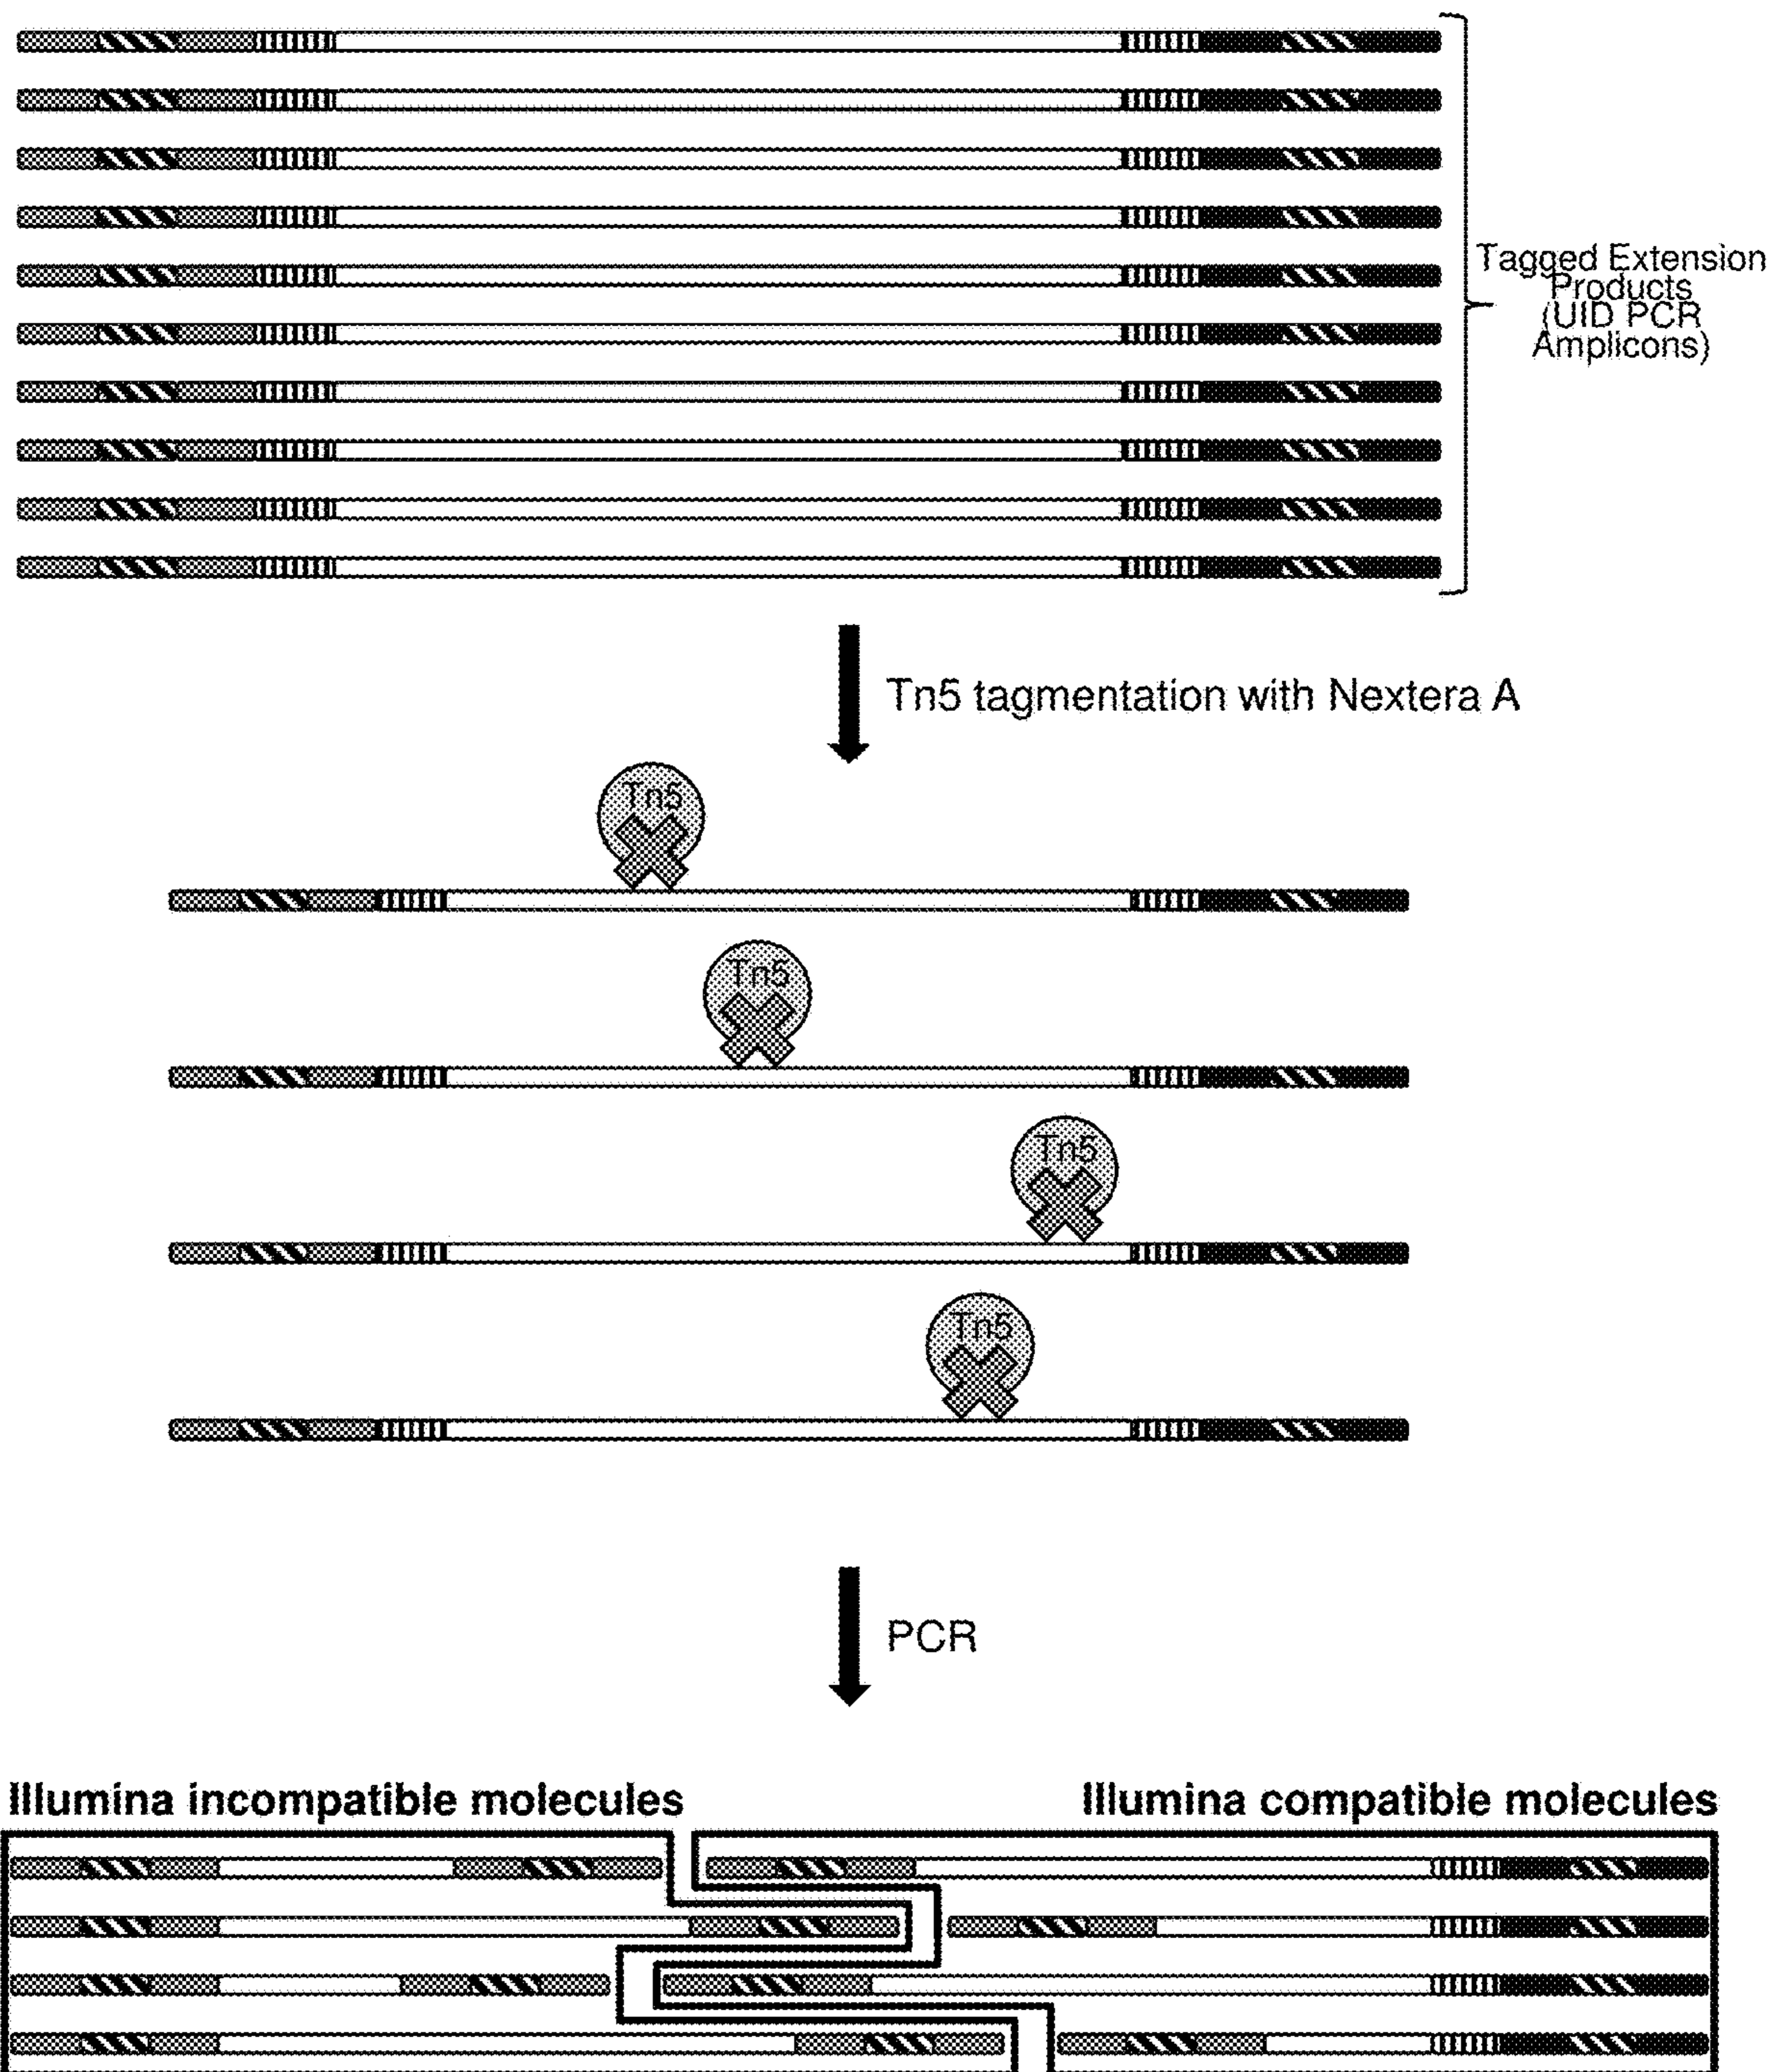 Tagged Extension
Products
(UID PCR
Amplicons)
Tn5 tagmentation with Nextera A
Tn5
Tn5
Tn5
Tn5
PCR
Illumina incompatible molecules
Illumina compatible molecules